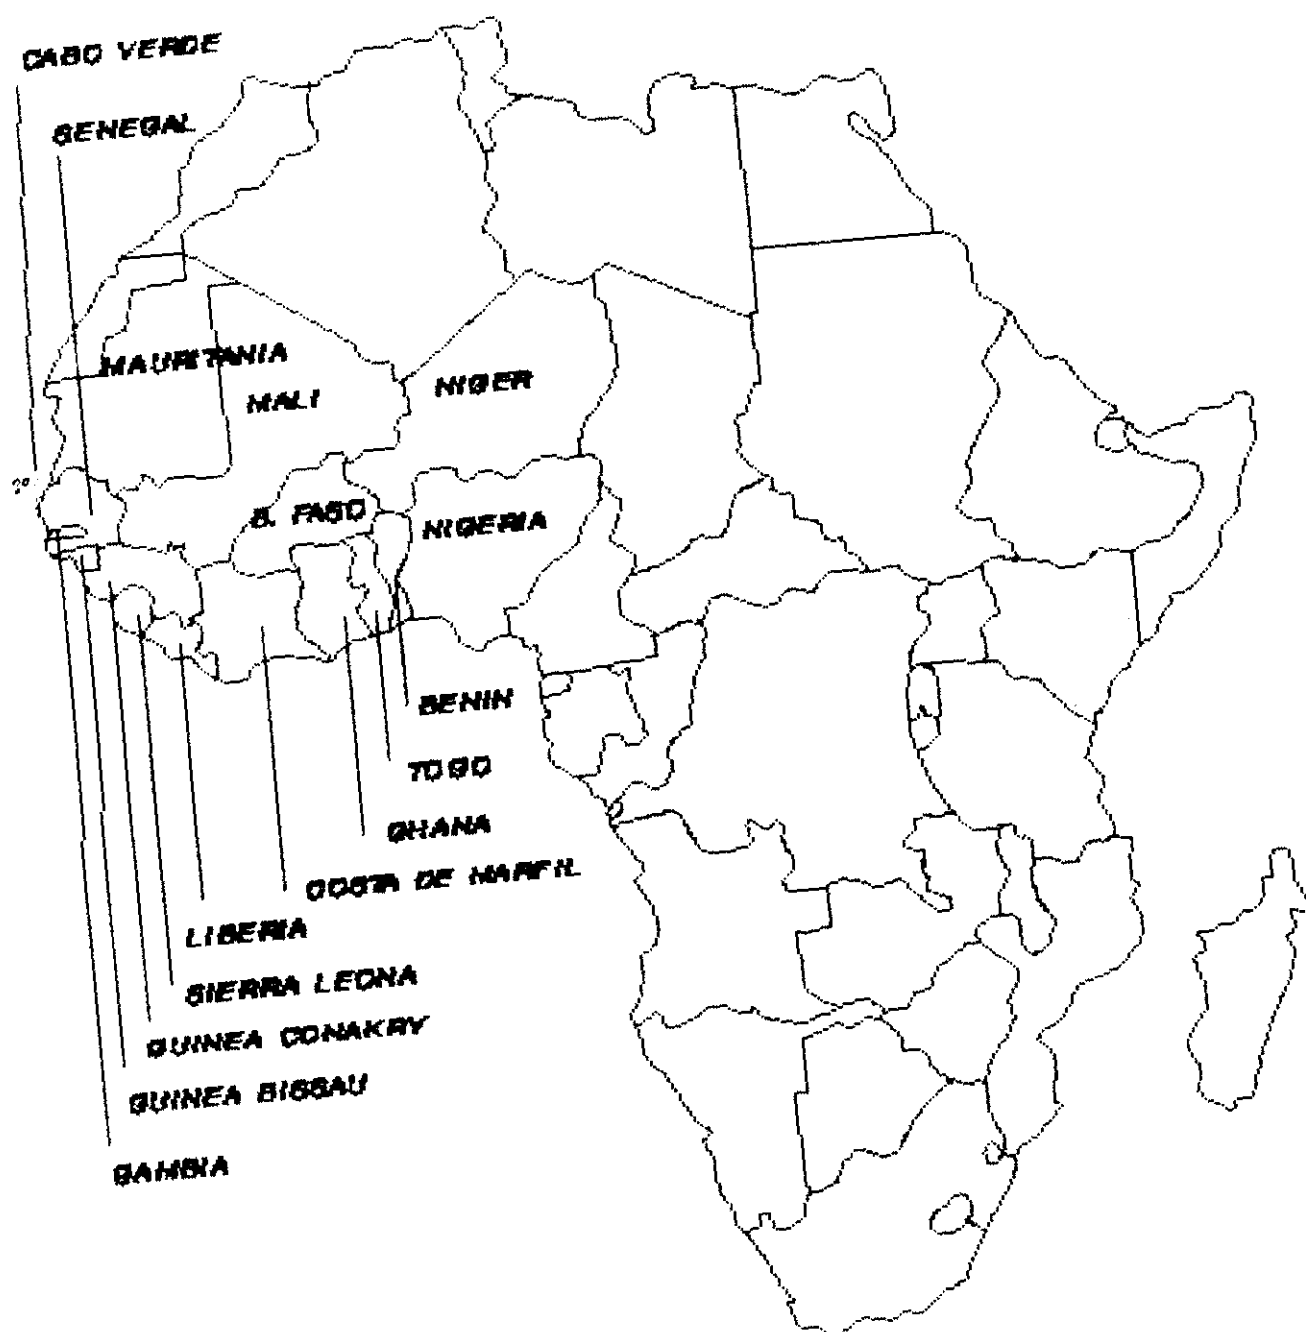 CABO VERDE
SENEGAL
MAURITANIA
MALI
NIGER
B. FASO
NIGERIA
BENIN
TOGO
GHANA
COSTA DE MARFIL
LIBERIA
SIERRA LEONA
GUINEA CONAKRY
GUINEA BISSAU
GAMBIA